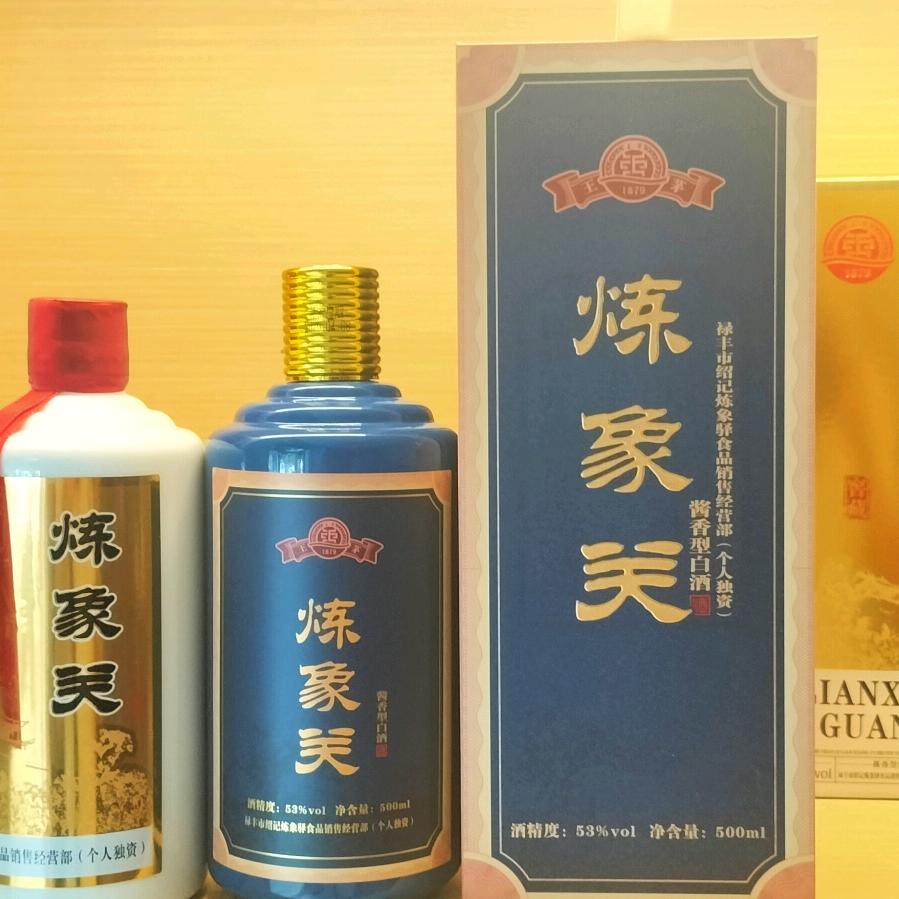 炼象关
品销售经营部（个人独资）
王茅
1879
炼象关
酱香型白酒
酒精度：53%vol 净含量：500ml
禄丰市绍记炼象驿食品销售经营部（个人独资）
王茅
1879
炼象关
禄丰市绍记炼象驿食品销售经营部（个人独资）
酱香型白酒
酒精度：53%vol 净含量：500ml
1879
IANX
GUAN
vol